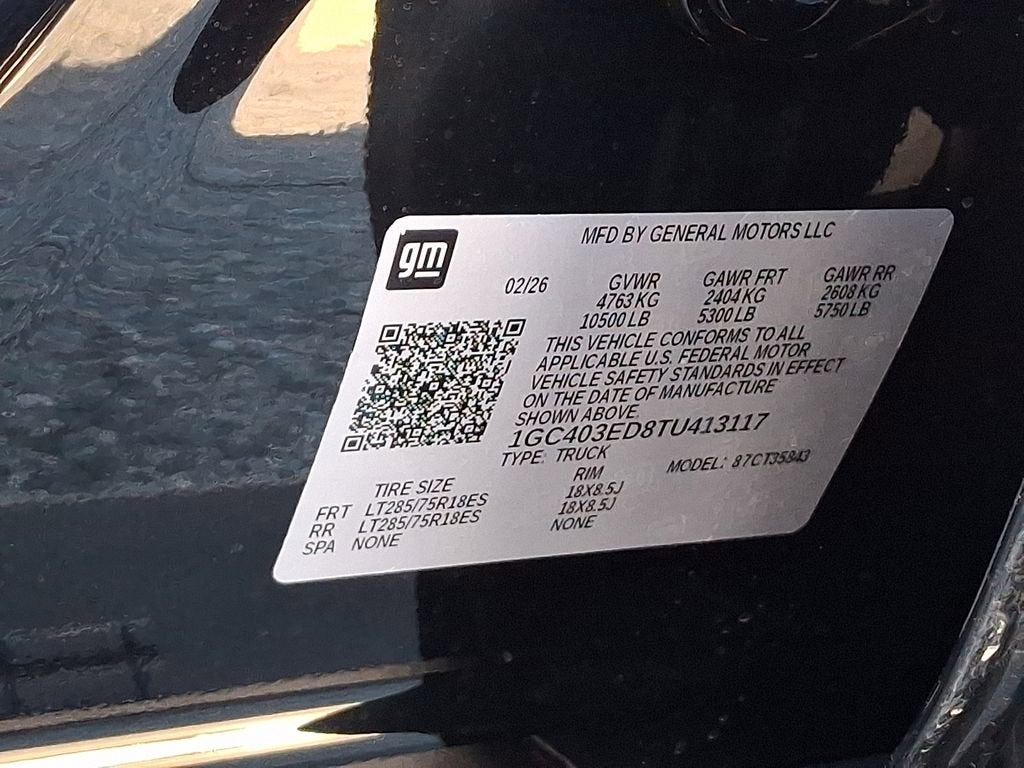 gm
MFD BY GENERAL MOTORS LLC
02/26 GVWR GAWR FRT GAWR RR
4763 KG 2404 KG 2608 KG
10500 LB 5300 LB 5750 LB
THIS VEHICLE CONFORMS TO ALL
APPLICABLE U.S. FEDERAL MOTOR
VEHICLE SAFETY STANDARDS IN EFFECT
ON THE DATE OF MANUFACTURE
SHOWN ABOVE.
1GC403ED8TU413117
TYPE: TRUCK MODEL: 87CT35843
TIRE SIZE RIM
FRT LT285/75R18ES 18X8.5J
RR LT285/75R18ES 18X8.5J
SPA NONE NONE